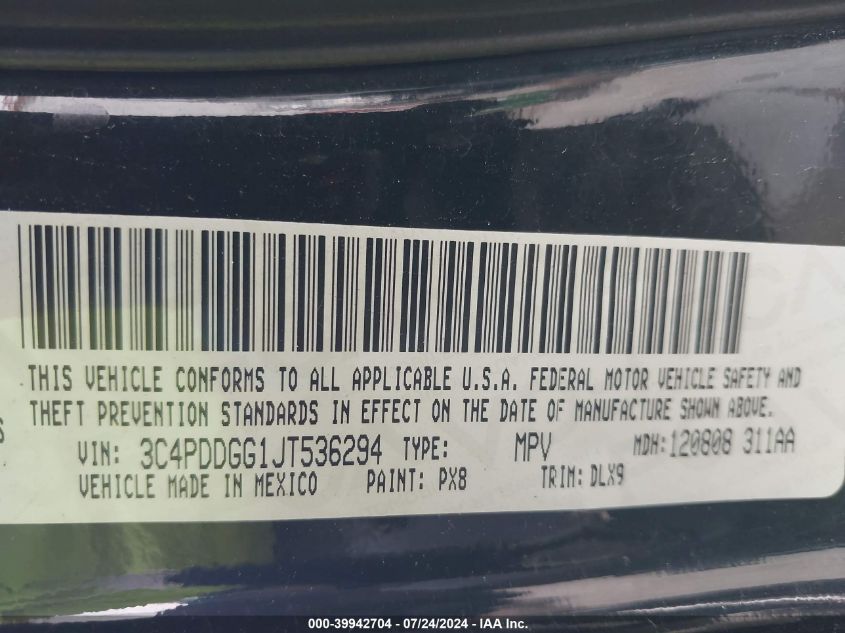 THIS VEHICLE CONFORMS TO ALL APPLICABLE U.S.A. FEDERAL MOTOR VEHICLE SAFETY AND
THEFT PREVENTION STANDARDS IN EFFECT ON THE DATE OF MANUFACTURE SHOWN ABOVE.
VIN: 3C4PDDGG1JT536294 TYPE: MPV MDH:120808 311AA
VEHICLE MADE IN MEXICO PAINT: PX8 TRIM: DLX9
000-39942704 - 07/24/2024 - IAA Inc.